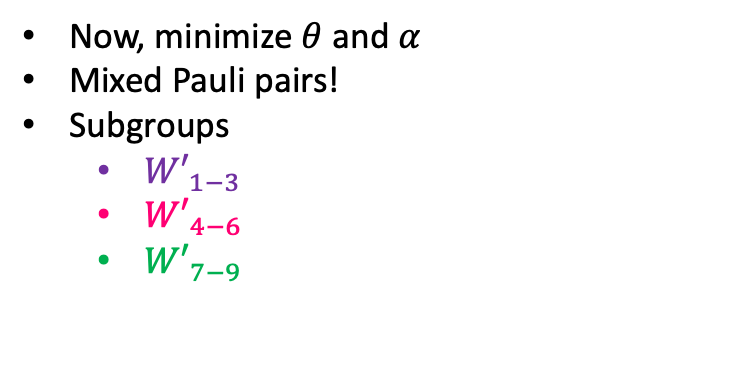 • Now, minimize θ and α
• Mixed Pauli pairs!
• Subgroups
• W′₁₋₃
• W′₄₋₆
• W′₇₋₉